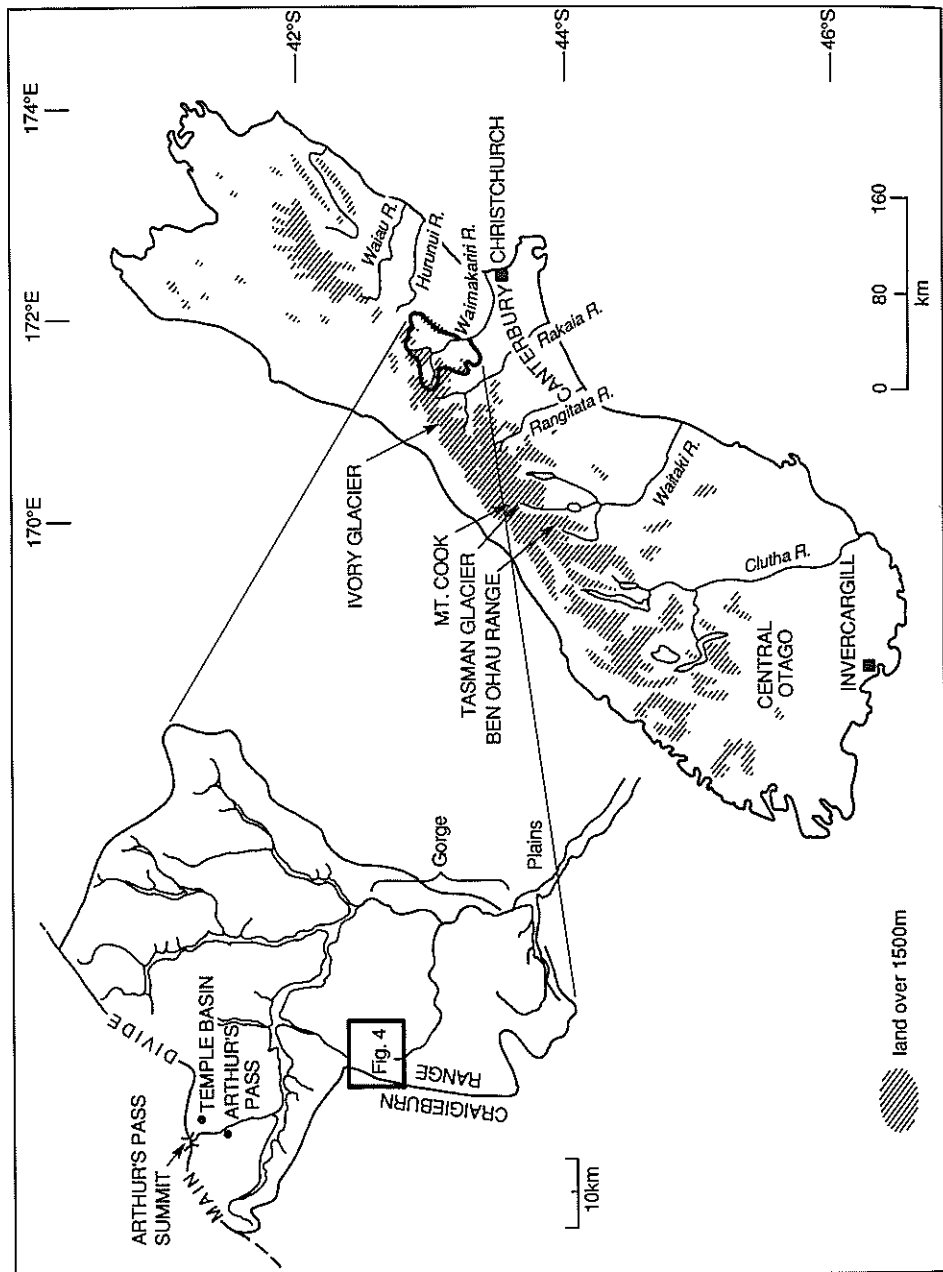 170°E
172°E
174°E
42°S
44°S
46°S
ARTHUR'S PASS
SUMMIT
MAIN
DIVIDE
TEMPLE BASIN
ARTHUR'S
PASS
Fig. 4
CRAIGIEBURN
RANGE
Gorge
Plains
10km
land over 1500m
IVORY GLACIER
MT. COOK
TASMAN GLACIER
BEN OHAU RANGE
Waiau R.
Hurunui R.
Waimakariri R.
CHRISTCHURCH
CANTERBURY
Rakaia R.
Rangitata R.
Waitaki R.
Clutha R.
CENTRAL
OTAGO
INVERCARGILL
0 80 160
km